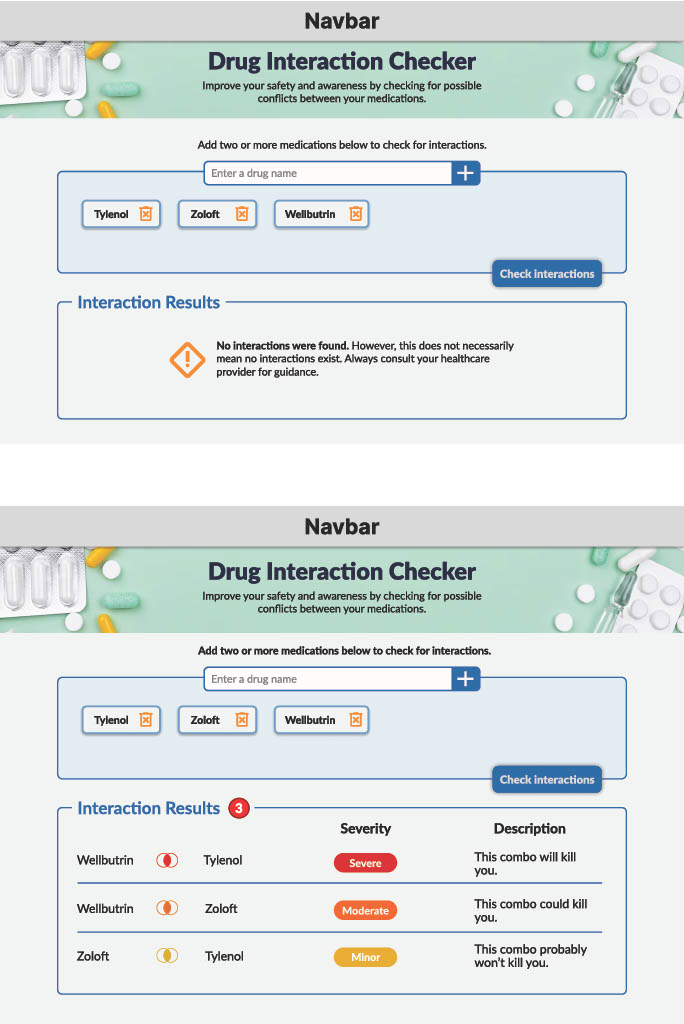 Navbar
Drug Interaction Checker
Improve your safety and awareness by checking for possible
conflicts between your medications.
Add two or more medications below to check for interactions.
Enter a drug name
Tylenol
Zoloft
Wellbutrin
Check interactions
Interaction Results
No interactions were found. However, this does not necessarily
mean no interactions exist. Always consult your healthcare
provider for guidance.
Navbar
Drug Interaction Checker
Improve your safety and awareness by checking for possible
conflicts between your medications.
Add two or more medications below to check for interactions.
Enter a drug name
Tylenol
Zoloft
Wellbutrin
Check interactions
Interaction Results 3
Severity Description
Wellbutrin Tylenol Severe This combo will kill
you.
Wellbutrin Zoloft Moderate This combo could kill
you.
Zoloft Tylenol Minor This combo probably
won't kill you.